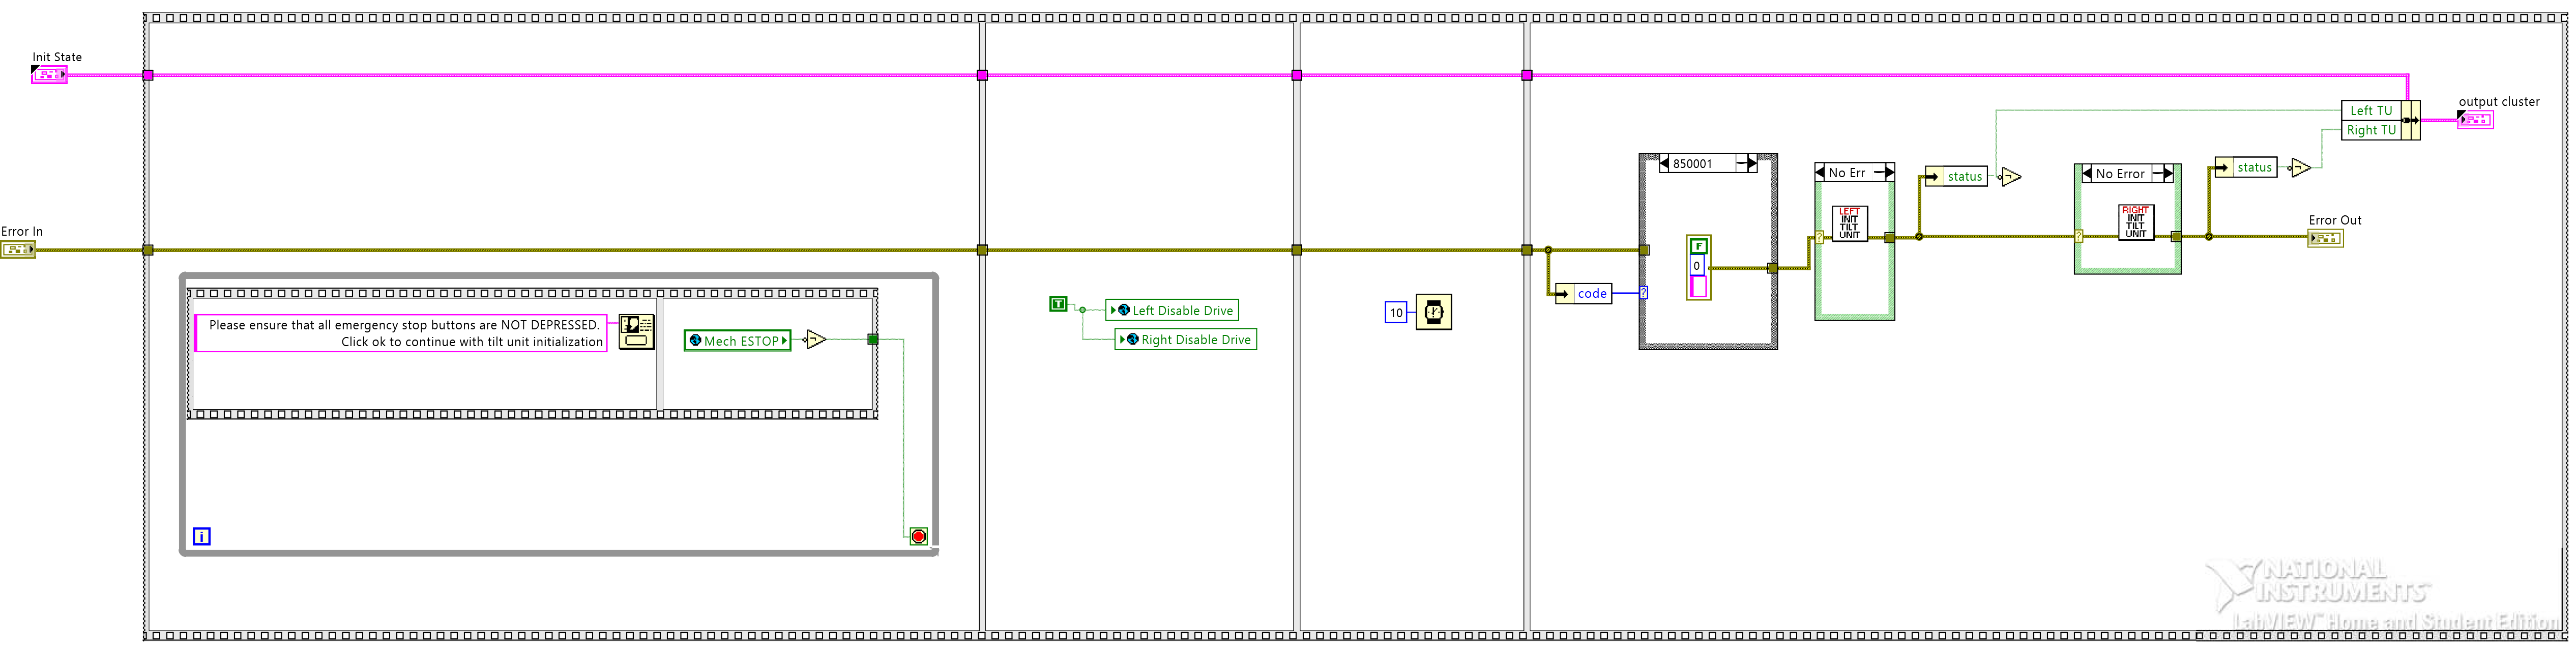 Init State
output cluster
Left TU
Right TU
850001
No Err
status
No Error
status
LEFT
INIT
TILT
UNIT
RIGHT
INIT
TILT
UNIT
Error In
Error Out
F
0
code
T
Left Disable Drive
Right Disable Drive
10
Please ensure that all emergency stop buttons are NOT DEPRESSED.
Click ok to continue with tilt unit initialization
Mech ESTOP
i
NATIONAL
INSTRUMENTS™
LabVIEW™ Home and Student Edition